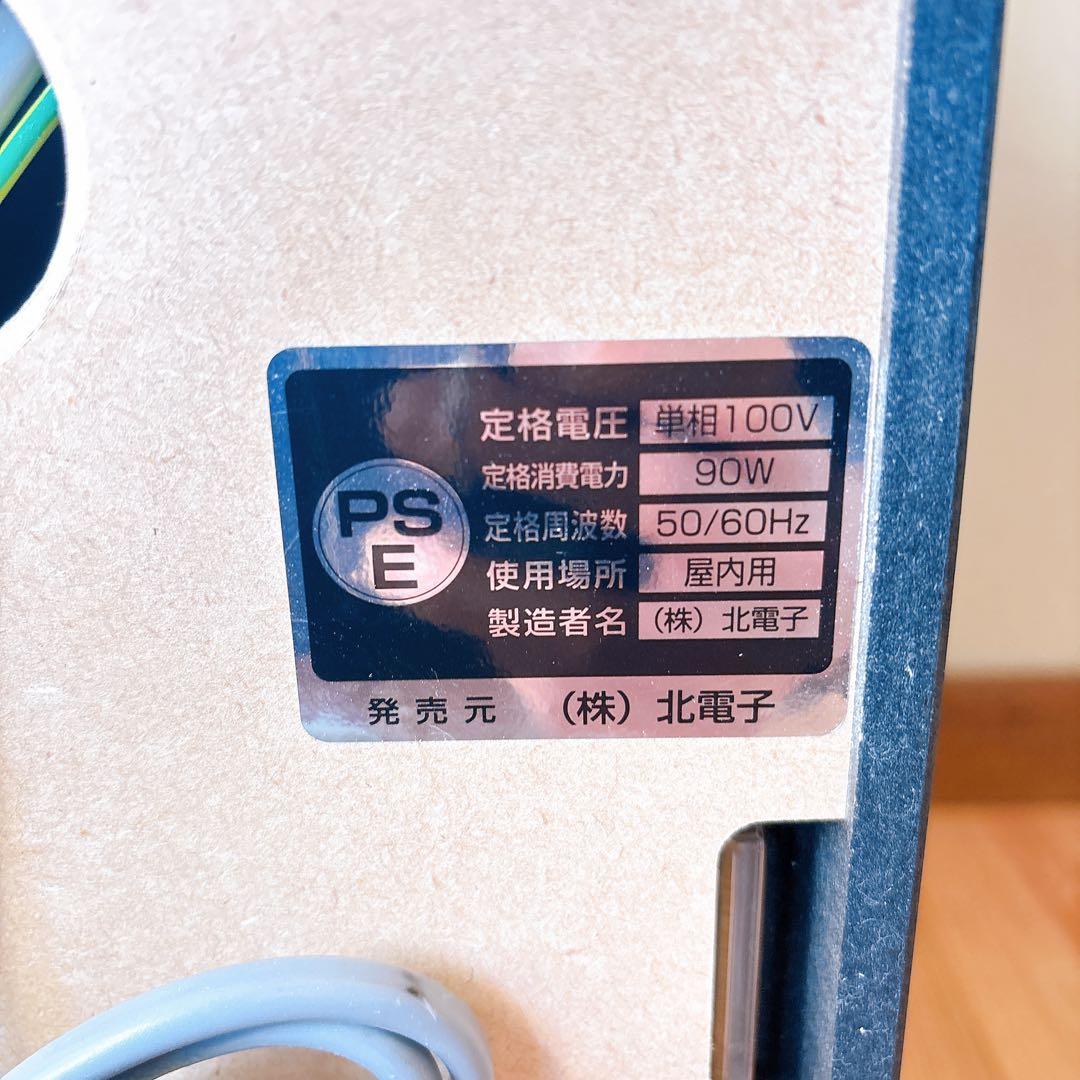 PS
E
定格電圧 単相100V
定格消費電力 90W
定格周波数 50/60Hz
使用場所 屋内用
製造者名 (株) 北電子
発売元 (株) 北電子